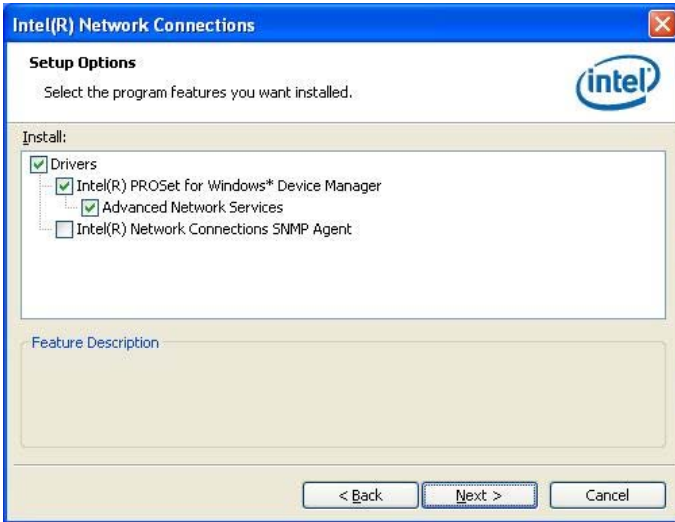 Intel(R) Network Connections
Setup Options
Select the program features you want installed.
intel
Install:
Drivers
Intel(R) PROSet for Windows* Device Manager
Advanced Network Services
Intel(R) Network Connections SNMP Agent
Feature Description
< Back
Next >
Cancel